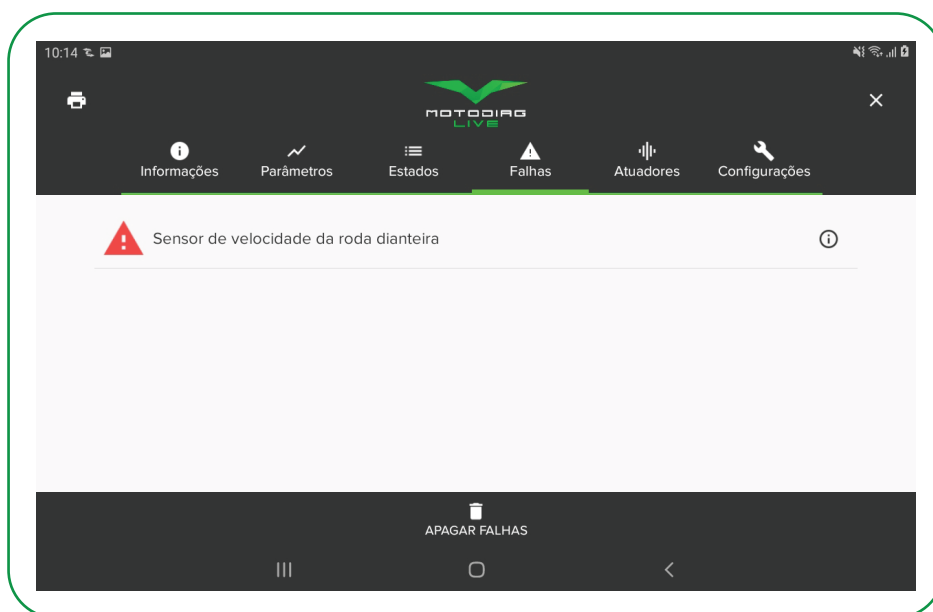 10:14
MOTODIAG
LIVE
Informações Parâmetros Estados Falhas Atuadores Configurações
Sensor de velocidade da roda dianteira
APAGAR FALHAS